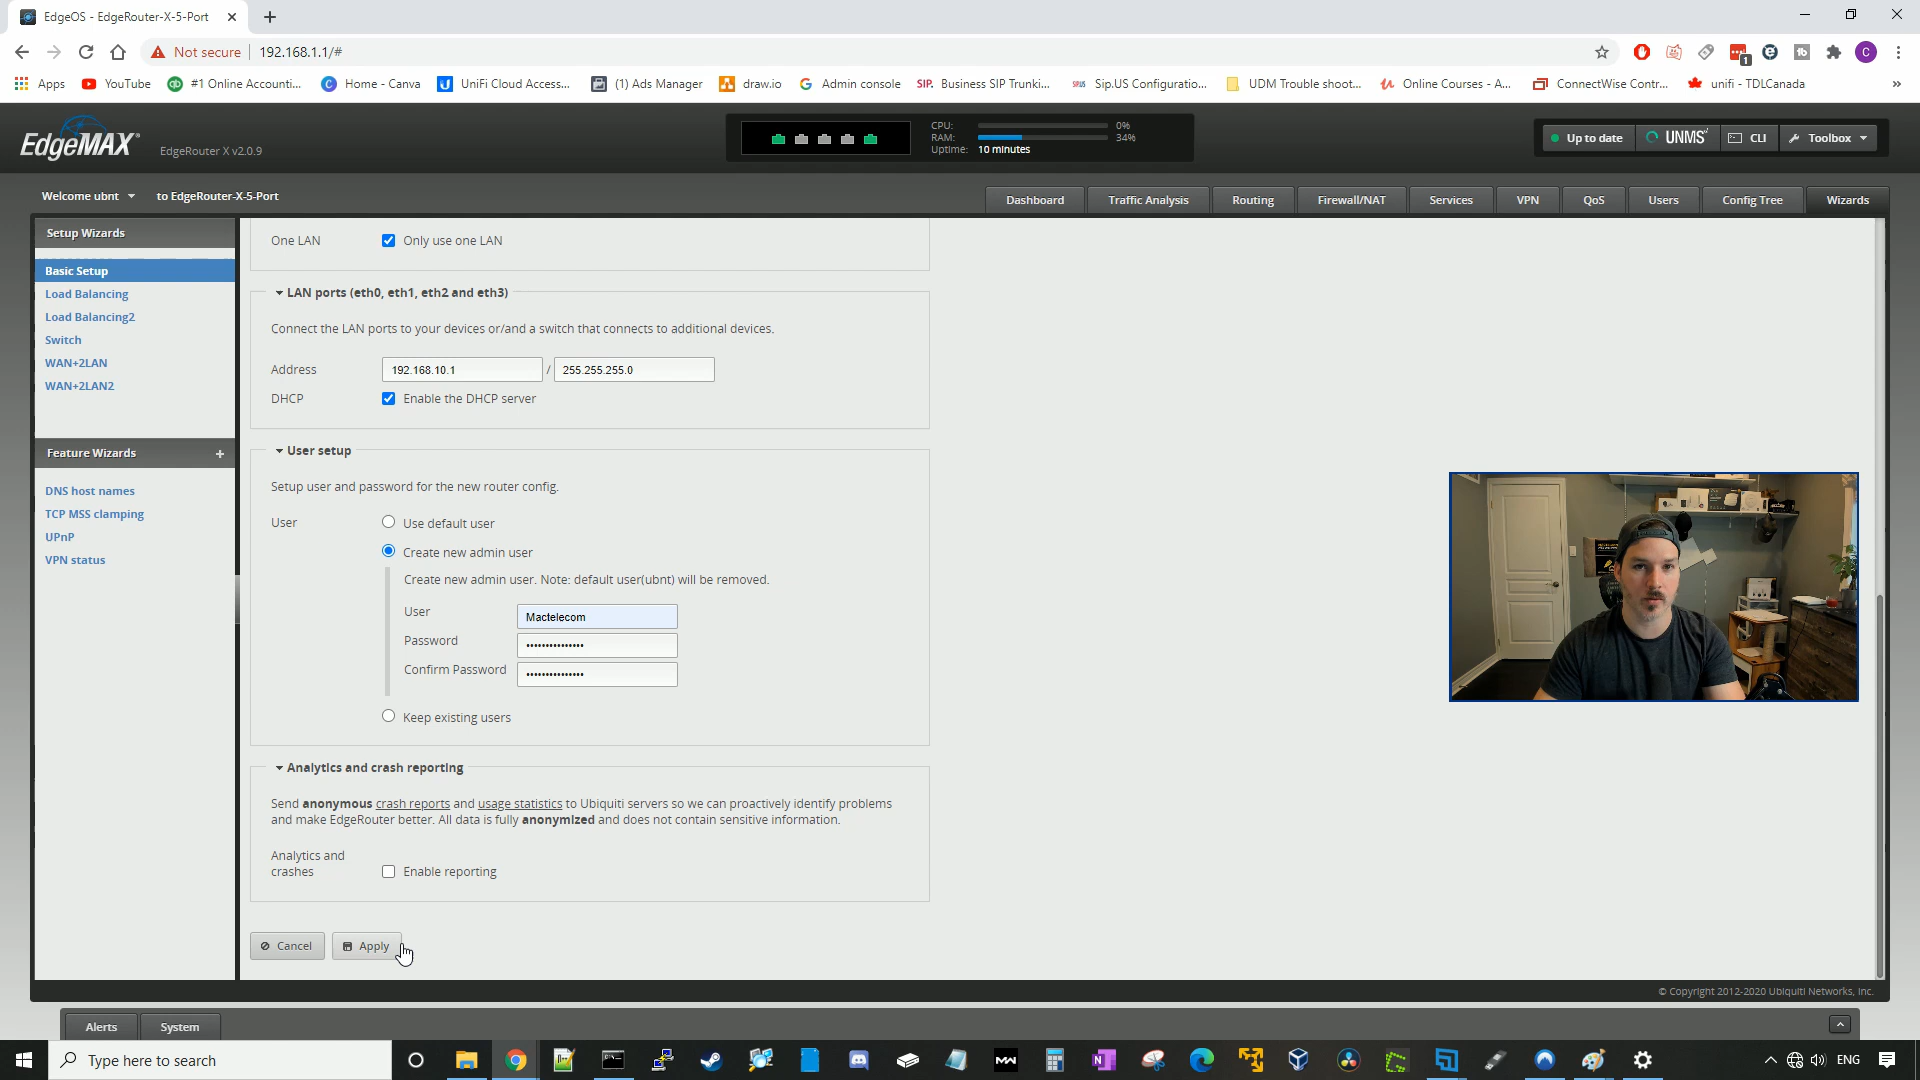 EdgeOS - EdgeRouter-X-5-Port
Not secure
192.168.1.1/#
Apps
YouTube
#1 Online Accounti...
Home - Canva
UniFi Cloud Access...
(1) Ads Manager
draw.io
Admin console
SIP. Business SIP Trunki...
Sip.US Configuratio...
UDM Trouble shoot...
Online Courses - A...
ConnectWise Contr...
unifi - TDLCanada
EdgeMAX
EdgeRouter X v2.0.9
CPU: 0%
RAM: 34%
Uptime: 10 minutes
Up to date
UNMS
CLI
Toolbox
Welcome ubnt
to EdgeRouter-X-5-Port
Dashboard
Traffic Analysis
Routing
Firewall/NAT
Services
VPN
QoS
Users
Config Tree
Wizards
Setup Wizards
Basic Setup
Load Balancing
Load Balancing2
Switch
WAN+2LAN
WAN+2LAN2
Feature Wizards +
DNS host names
TCP MSS clamping
UPnP
VPN status
One LAN
Only use one LAN
LAN ports (eth0, eth1, eth2 and eth3)
Connect the LAN ports to your devices or/and a switch that connects to additional devices.
Address 192.168.10.1 / 255.255.255.0
DHCP Enable the DHCP server
User setup
Setup user and password for the new router config.
User Use default user
Create new admin user
Create new admin user. Note: default user(ubnt) will be removed.
User Mactelecom
Password •••••••••••••••
Confirm Password •••••••••••••••
Keep existing users
Analytics and crash reporting
Send anonymous crash reports and usage statistics to Ubiquiti servers so we can proactively identify problems
and make EdgeRouter better. All data is fully anonymized and does not contain sensitive information.
Analytics and
crashes
Enable reporting
Cancel
Apply
© Copyright 2012-2020 Ubiquiti Networks, Inc.
Alerts
System
Type here to search
ENG